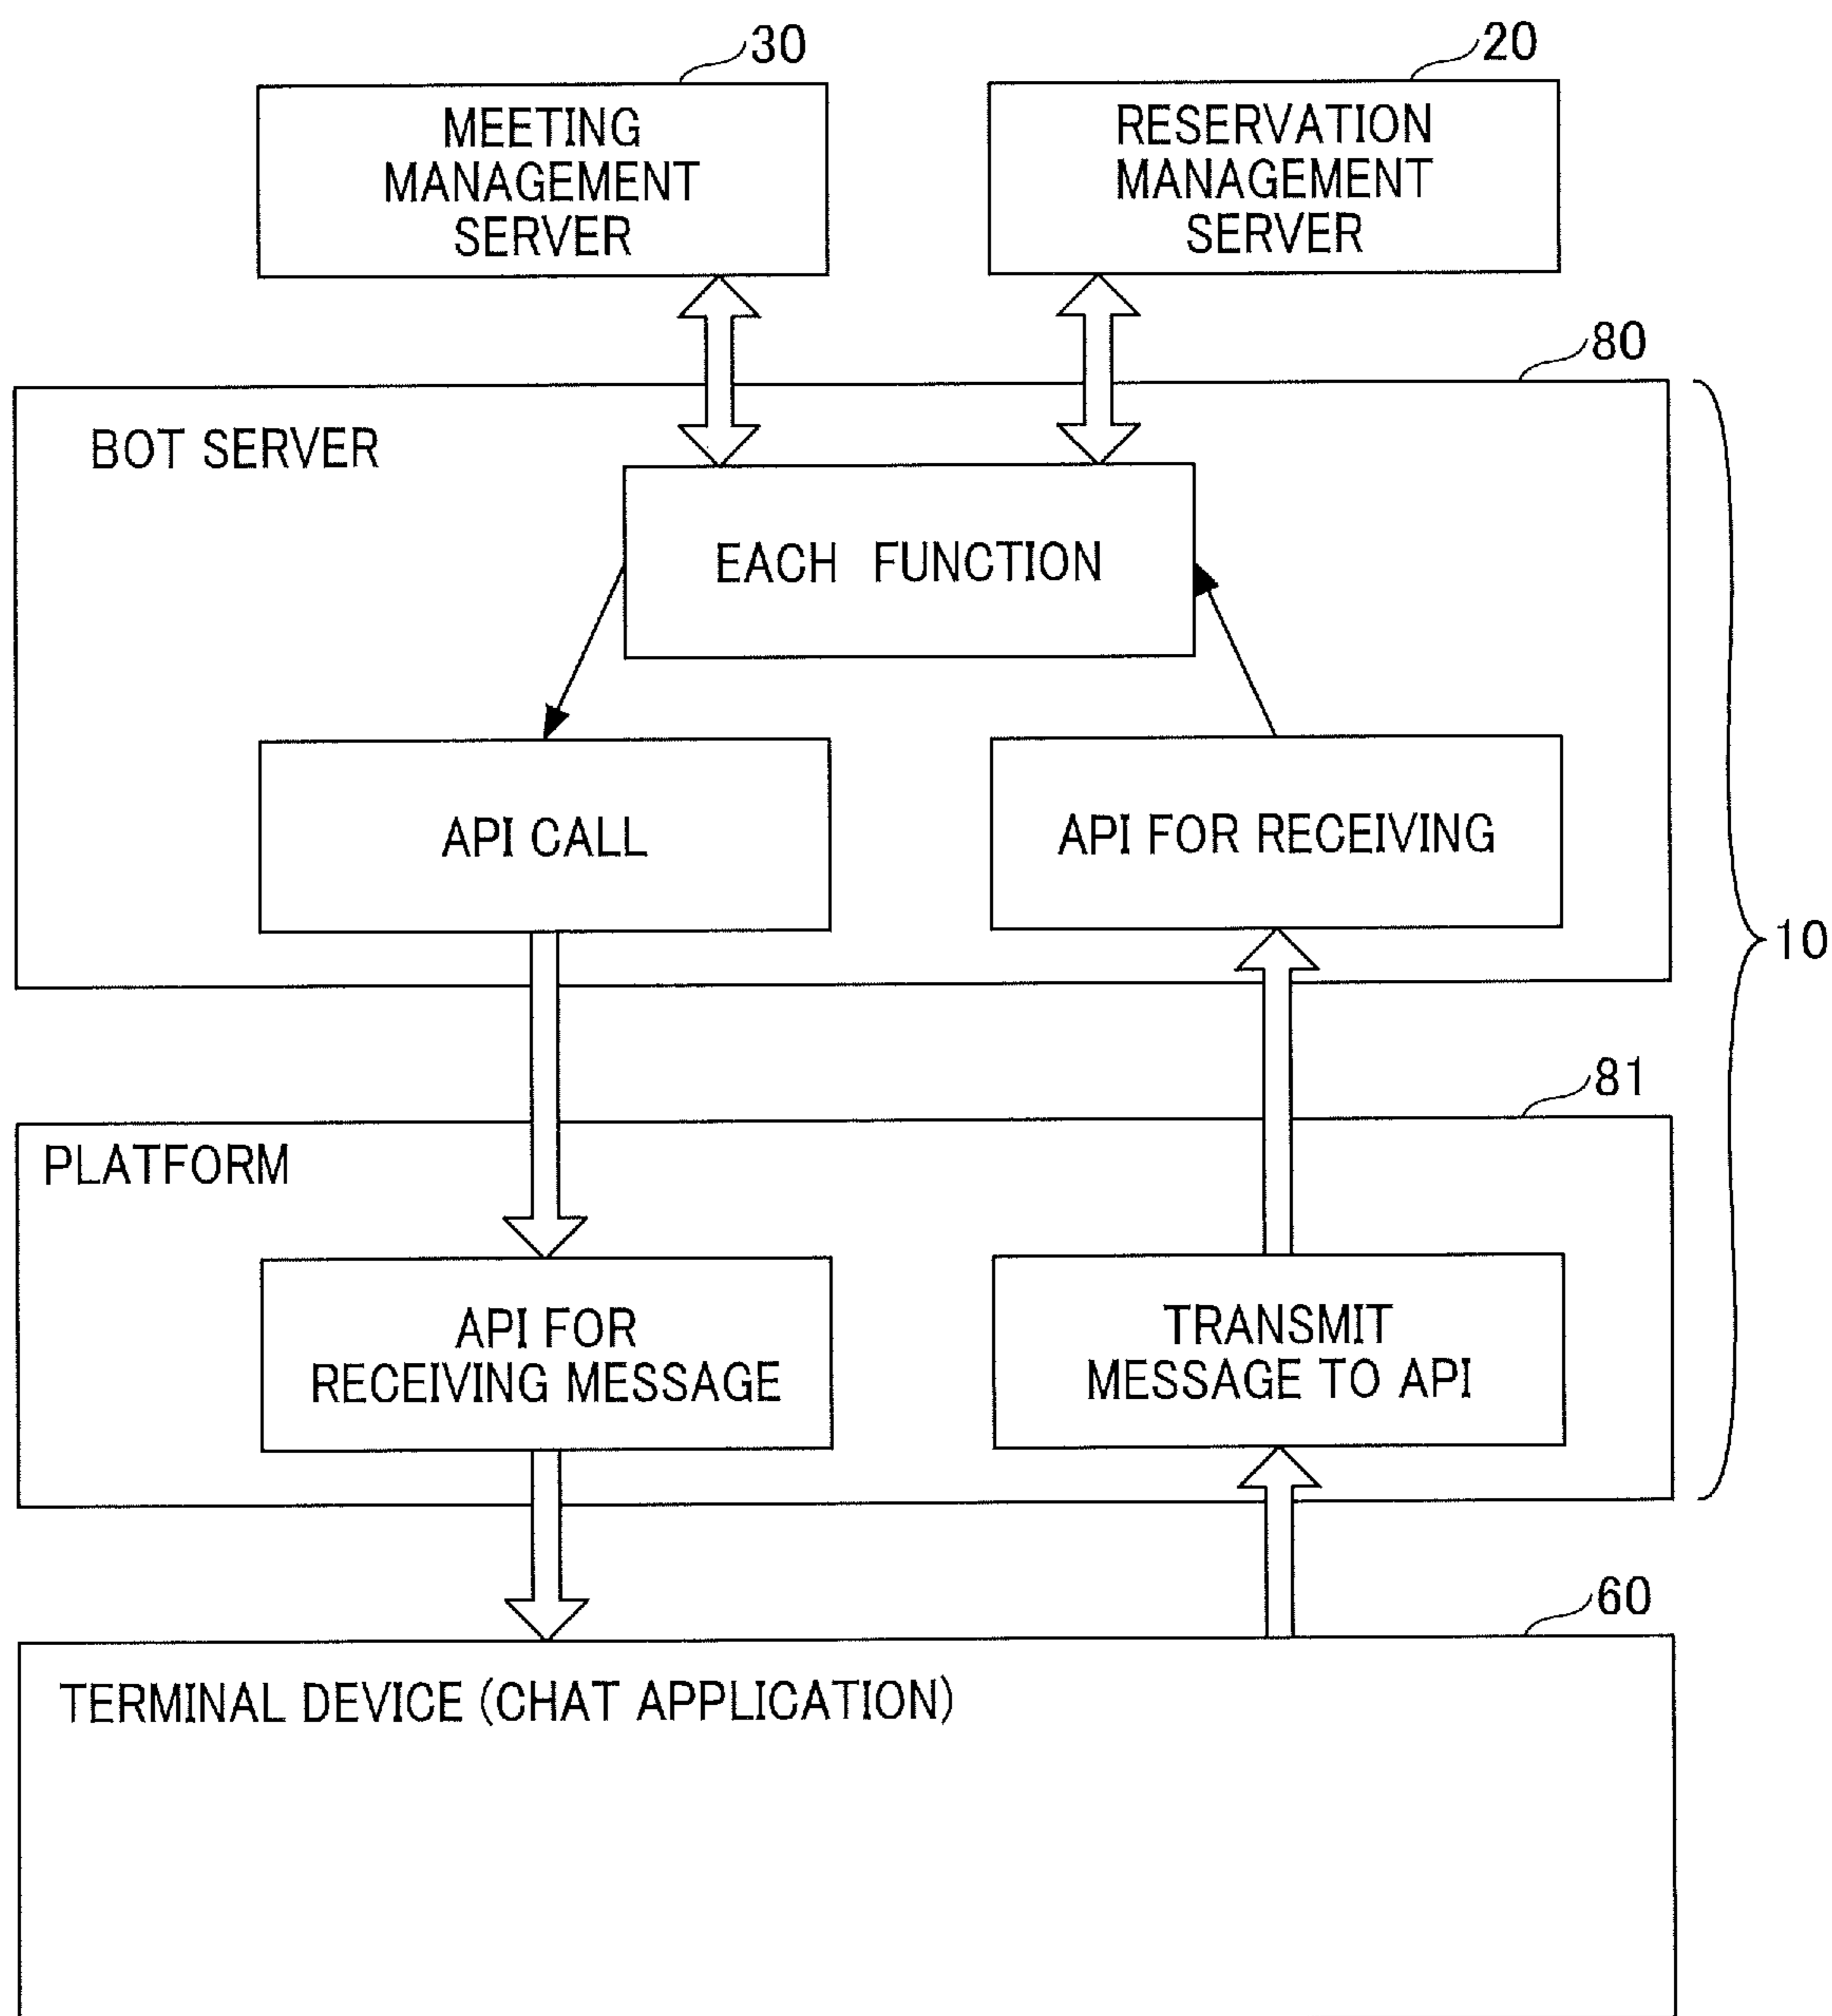 30
20
MEETING
MANAGEMENT
SERVER
RESERVATION
MANAGEMENT
SERVER
80
BOT SERVER
EACH FUNCTION
API CALL
API FOR RECEIVING
10
81
PLATFORM
API FOR
RECEIVING MESSAGE
TRANSMIT
MESSAGE TO API
60
TERMINAL DEVICE (CHAT APPLICATION)